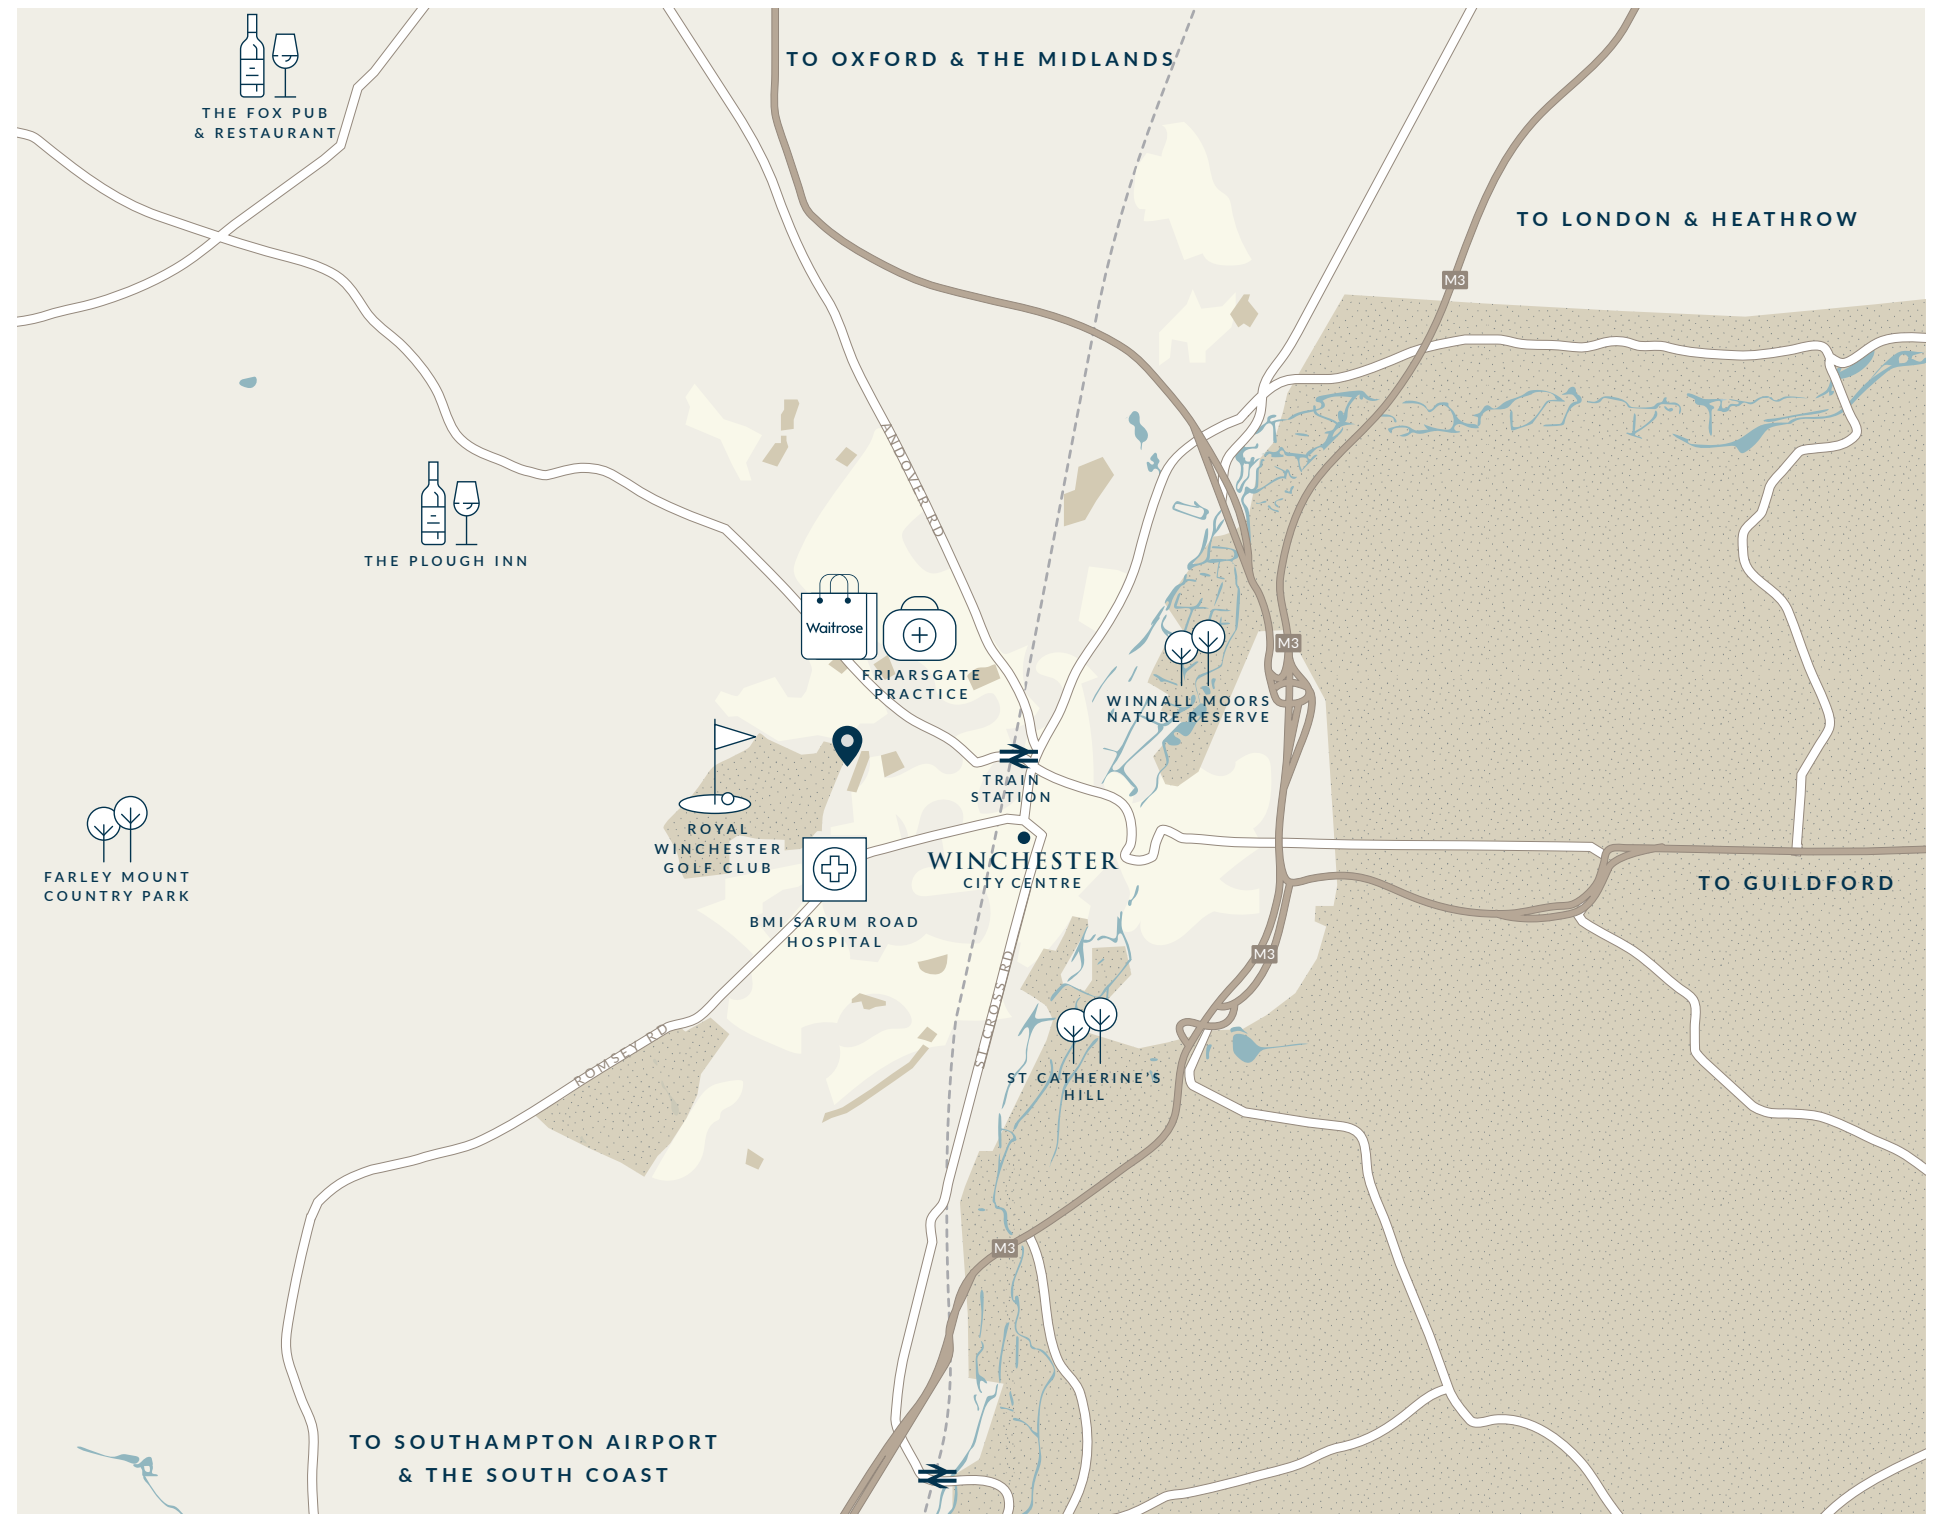 TO OXFORD & THE MIDLANDS
THE FOX PUB
& RESTAURANT
TO LONDON & HEATHROW
M3
ANDOVER RD
THE PLOUGH INN
Waitrose
M3
FRIARSGATE
PRACTICE
WINNALL MOORS
NATURE RESERVE
TRAIN
STATION
ROYAL
WINCHESTER
GOLF CLUB
WINCHESTER
CITY CENTRE
FARLEY MOUNT
COUNTRY PARK
TO GUILDFORD
BMI SARUM ROAD
HOSPITAL
M3
ST CROSS RD
ROMSEY RD
ST CATHERINE'S
HILL
M3
TO SOUTHAMPTON AIRPORT
& THE SOUTH COAST